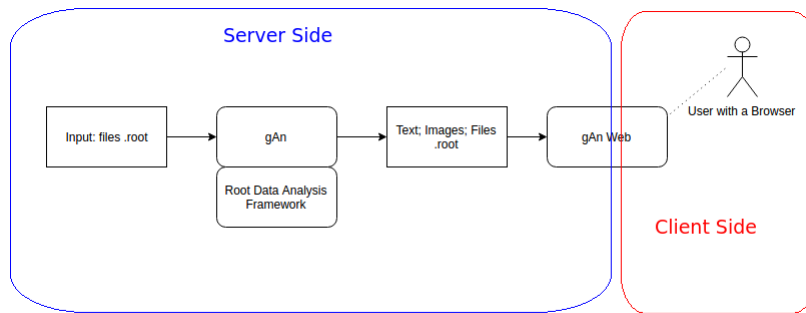 Server Side
User with a Browser
Input: files .root
gAn
Text; Images; Files
.root
gAn Web
Root Data Analysis
Framework
Client Side